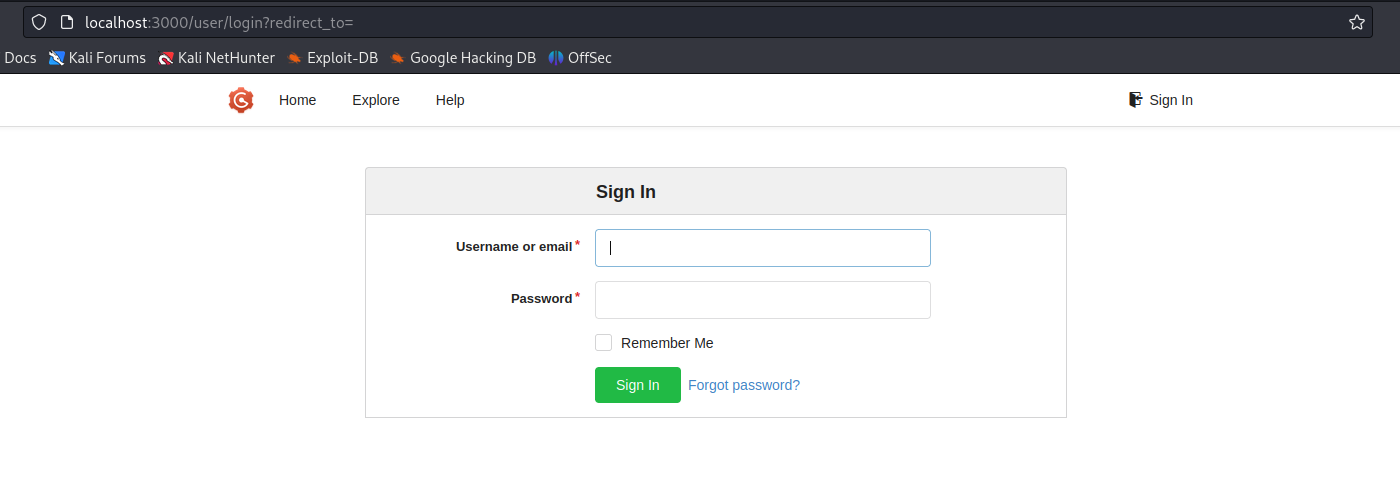 localhost:3000/user/login?redirect_to=
Docs Kali Forums Kali NetHunter Exploit-DB Google Hacking DB OffSec
Home Explore Help Sign In
Sign In
Username or email *
Password *
Remember Me
Sign In Forgot password?